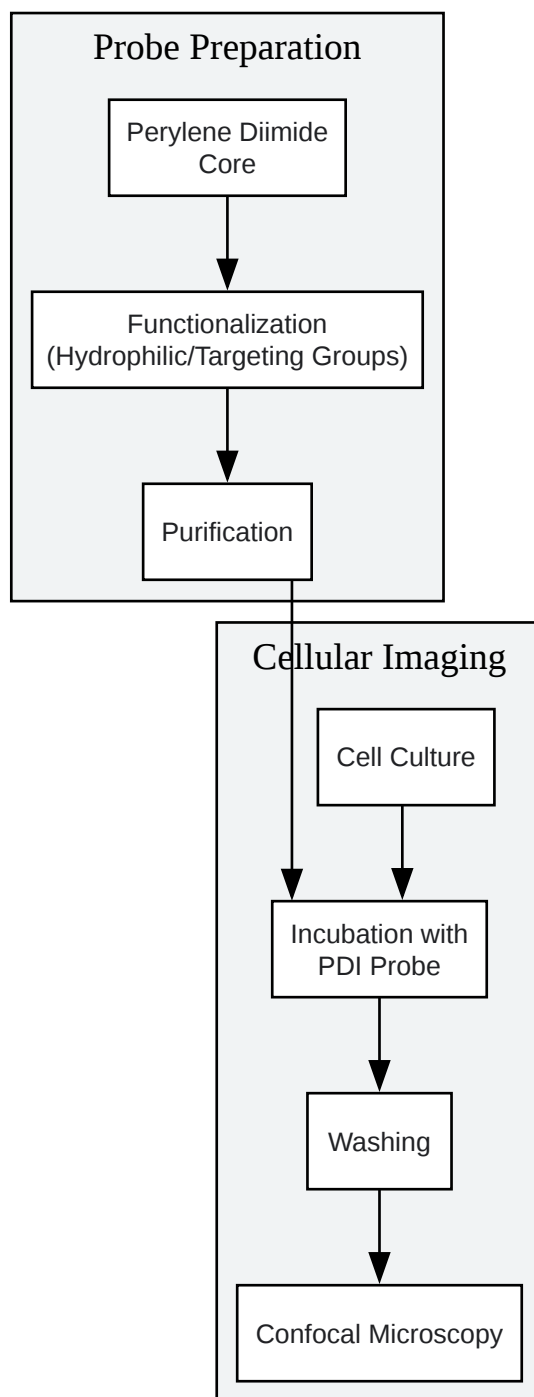 Probe Preparation
Perylene Diimide
Core
Functionalization
(Hydrophilic/Targeting Groups)
Purification
Cellular Imaging
Cell Culture
Incubation with
PDI Probe
Washing
Confocal Microscopy